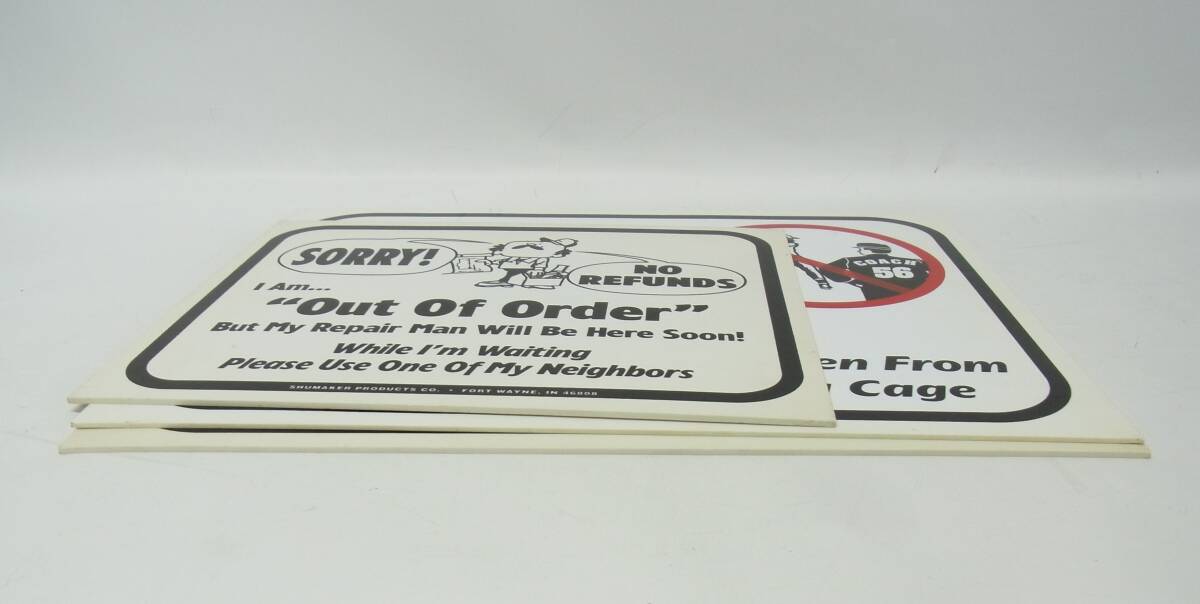 SORRY!
NO
REFUNDS
I Am...
"Out Of Order"
But My Repair Man Will Be Here Soon!
While I'm Waiting
Please Use One Of My Neighbors
SHUMAKER PRODUCTS CO. • FORT WAYNE, IN 46808
COACH
56
From
Cage